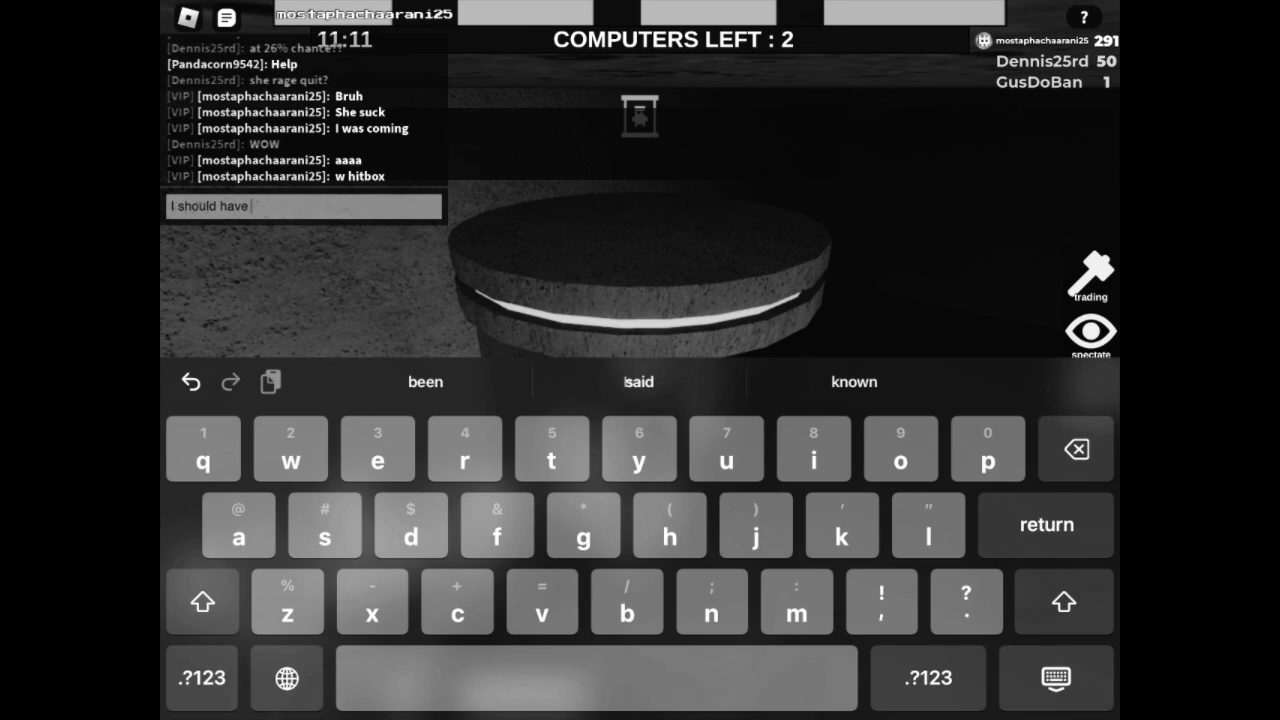 mostaphachaarani25
?
11:11
COMPUTERS LEFT : 2
mostaphachaarani25 291
Dennis25rd 50
GusDoBan 1
[Dennis25rd]: at 26% chance??
[Pandacorn9542]: Help
[Dennis25rd]: she rage quit?
[VIP] [mostaphachaarani25]: Bruh
[VIP] [mostaphachaarani25]: She suck
[VIP] [mostaphachaarani25]: I was coming
[Dennis25rd]: WOW
[VIP] [mostaphachaarani25]: aaaa
[VIP] [mostaphachaarani25]: w hitbox
I should have
trading
spectate
been said known
1 2 3 4 5 6 7 8 9 0
q w e r t y u i o p
@ # $ & * ( ) ' "
a s d f g h j k l return
% - + = / ; : ! ?
z x c v b n m , .
.?123 .?123